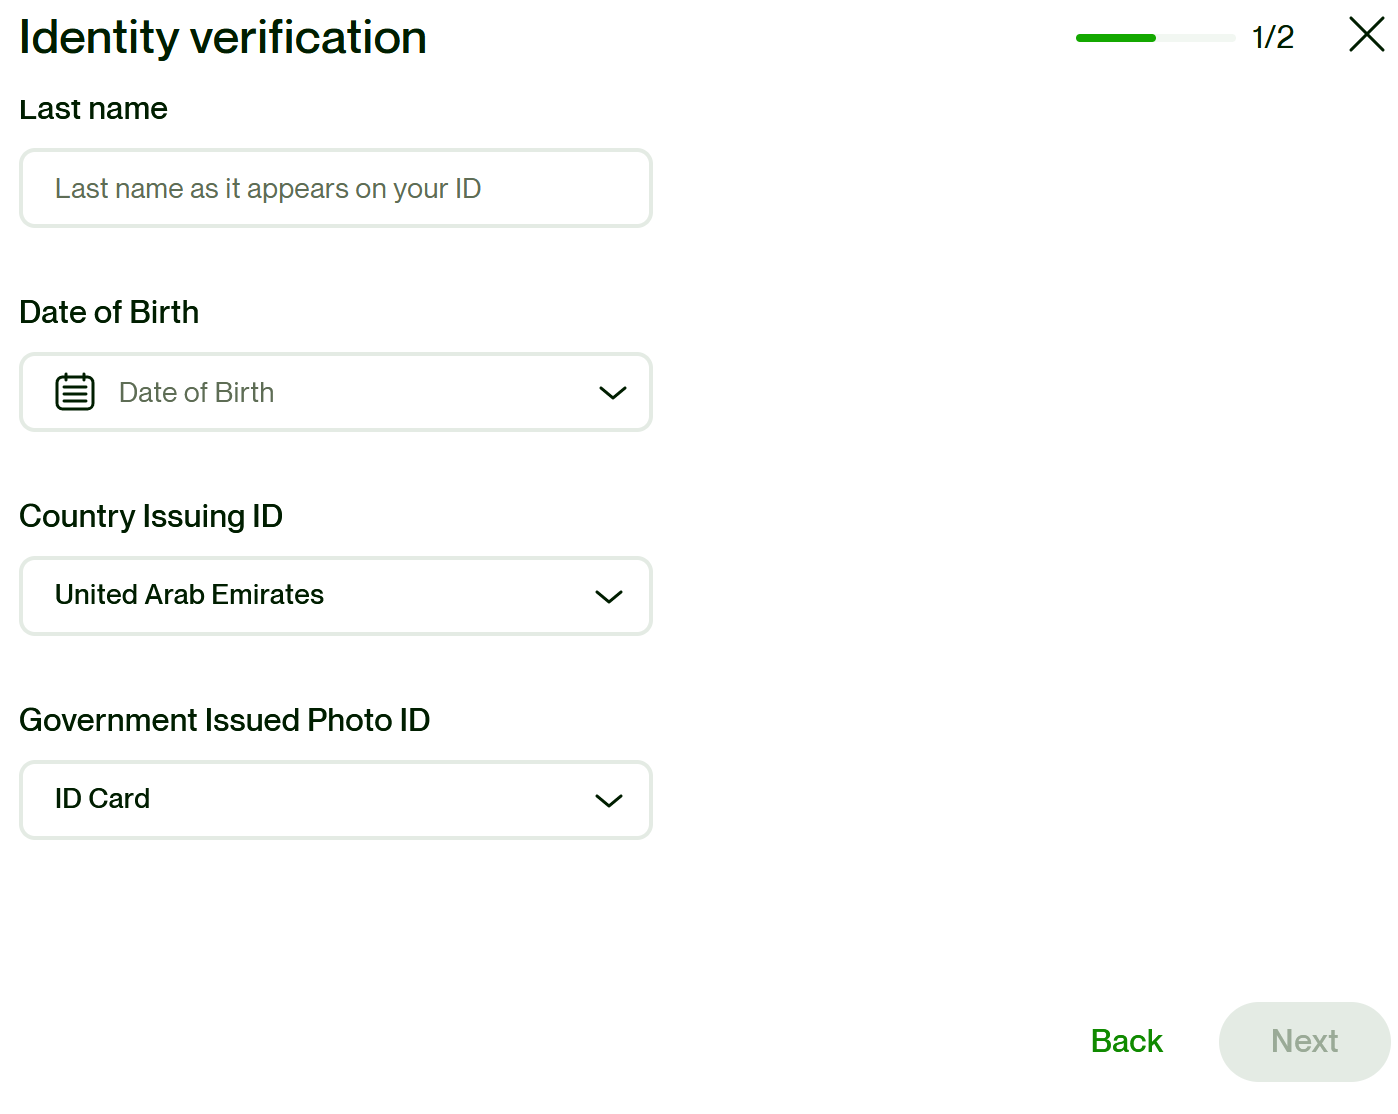 Identity verification
1/2
Last name
Last name as it appears on your ID
Date of Birth
Date of Birth
Country Issuing ID
United Arab Emirates
Government Issued Photo ID
ID Card
Back
Next